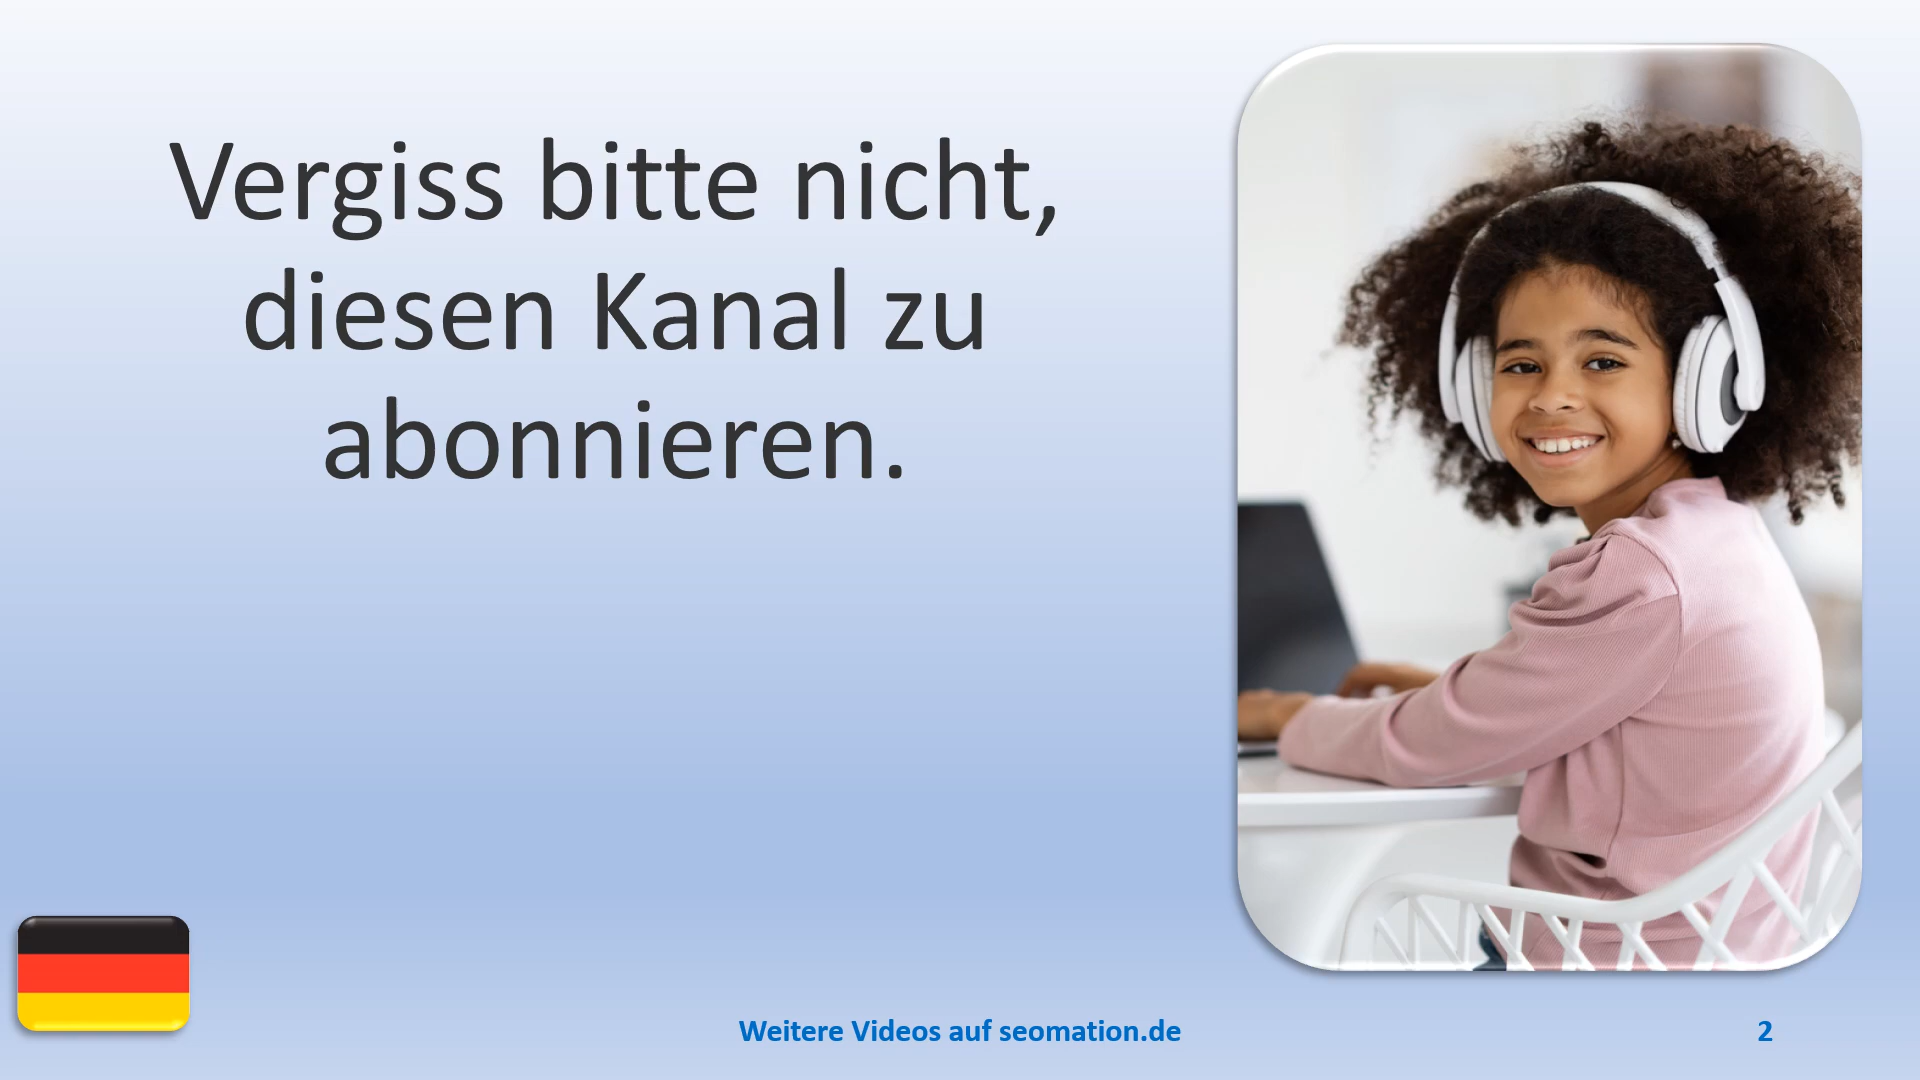 Vergiss bitte nicht,
diesen Kanal zu
abonnieren.
Weitere Videos auf seomation.de
2